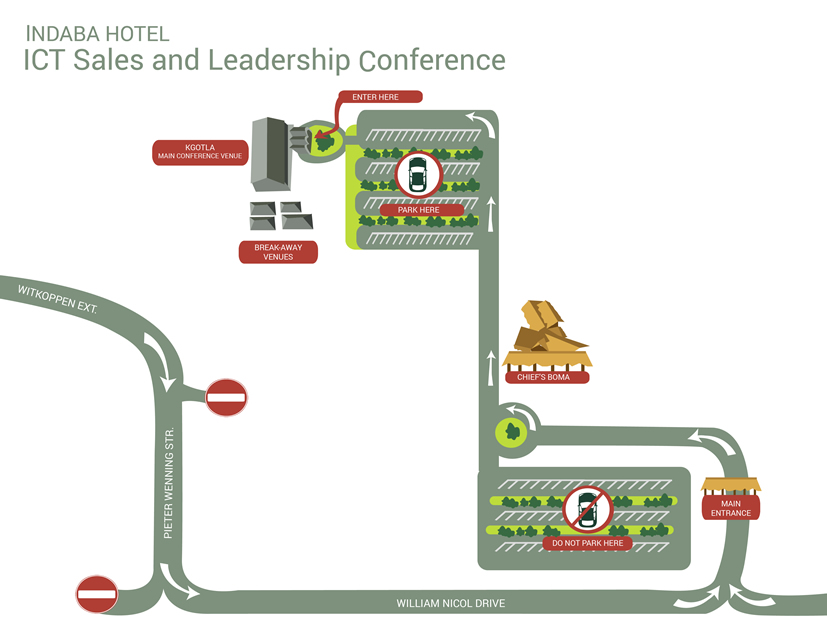 INDABA HOTEL
ICT Sales and Leadership Conference
ENTER HERE
KGOTLA
MAIN CONFERENCE VENUE
PARK HERE
BREAK-AWAY
VENUES
WITKOPPEN EXT.
CHIEF'S BOMA
PIETER WENNING STR.
MAIN
ENTRANCE
DO NOT PARK HERE
WILLIAM NICOL DRIVE